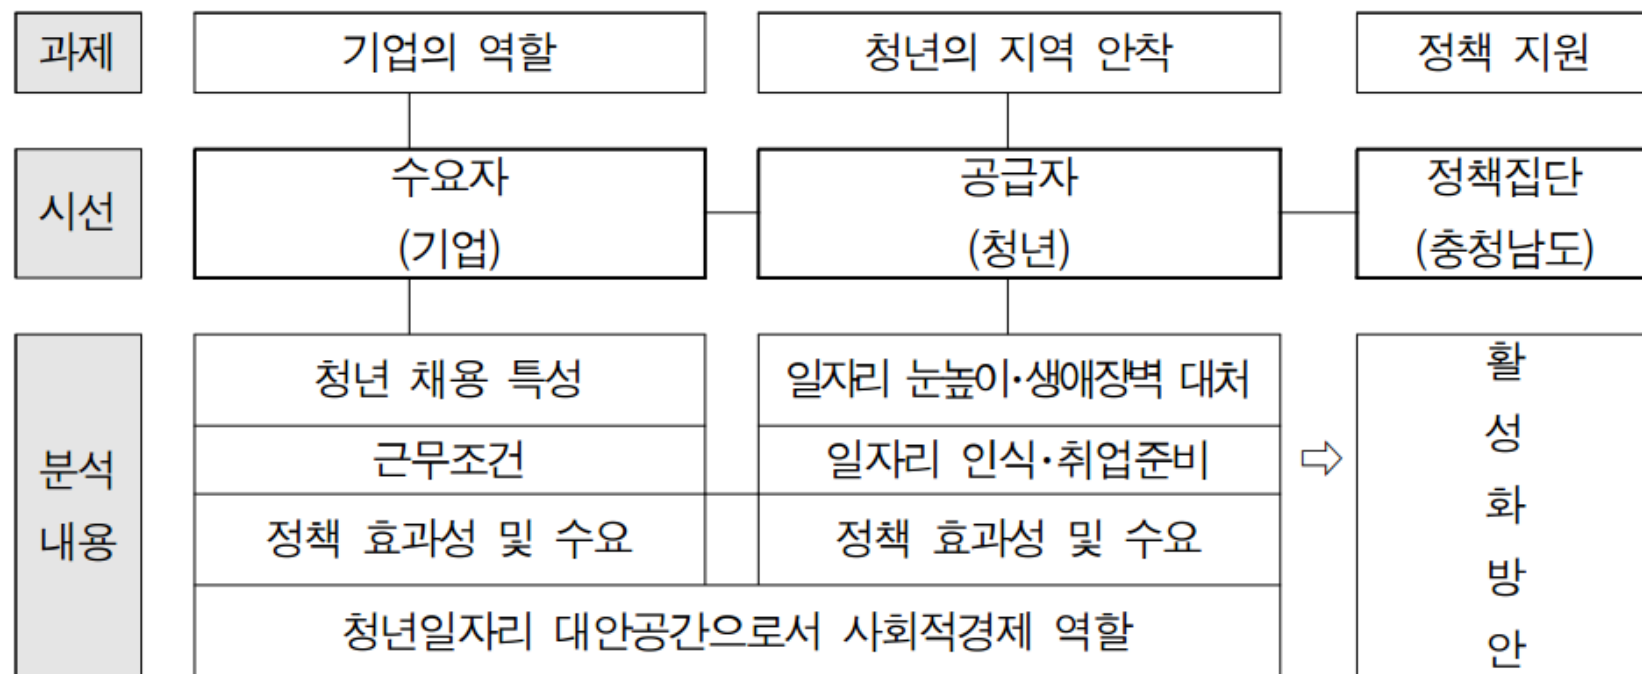 과제
기업의 역할
청년의 지역 안착
정책 지원
시선
수요자
(기업)
공급자
(청년)
정책집단
(충청남도)
분석
내용
청년 채용 특성
일자리 눈높이·생애장벽 대처
근무조건
일자리 인식·취업준비
정책 효과성 및 수요
정책 효과성 및 수요
청년일자리 대안공간으로서 사회적경제 역할
⇨
활
성
화
방
안